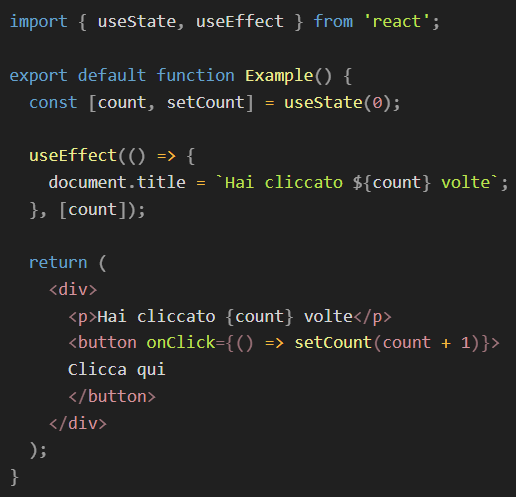 import { useState, useEffect } from 'react';
export default function Example() {
const [count, setCount] = useState(0);
useEffect(() => {
document.title = `Hai cliccato ${count} volte`;
}, [count]);
return (
<div>
<p>Hai cliccato {count} volte</p>
<button onClick={() => setCount(count + 1)}>
Clicca qui
</button>
</div>
);
}